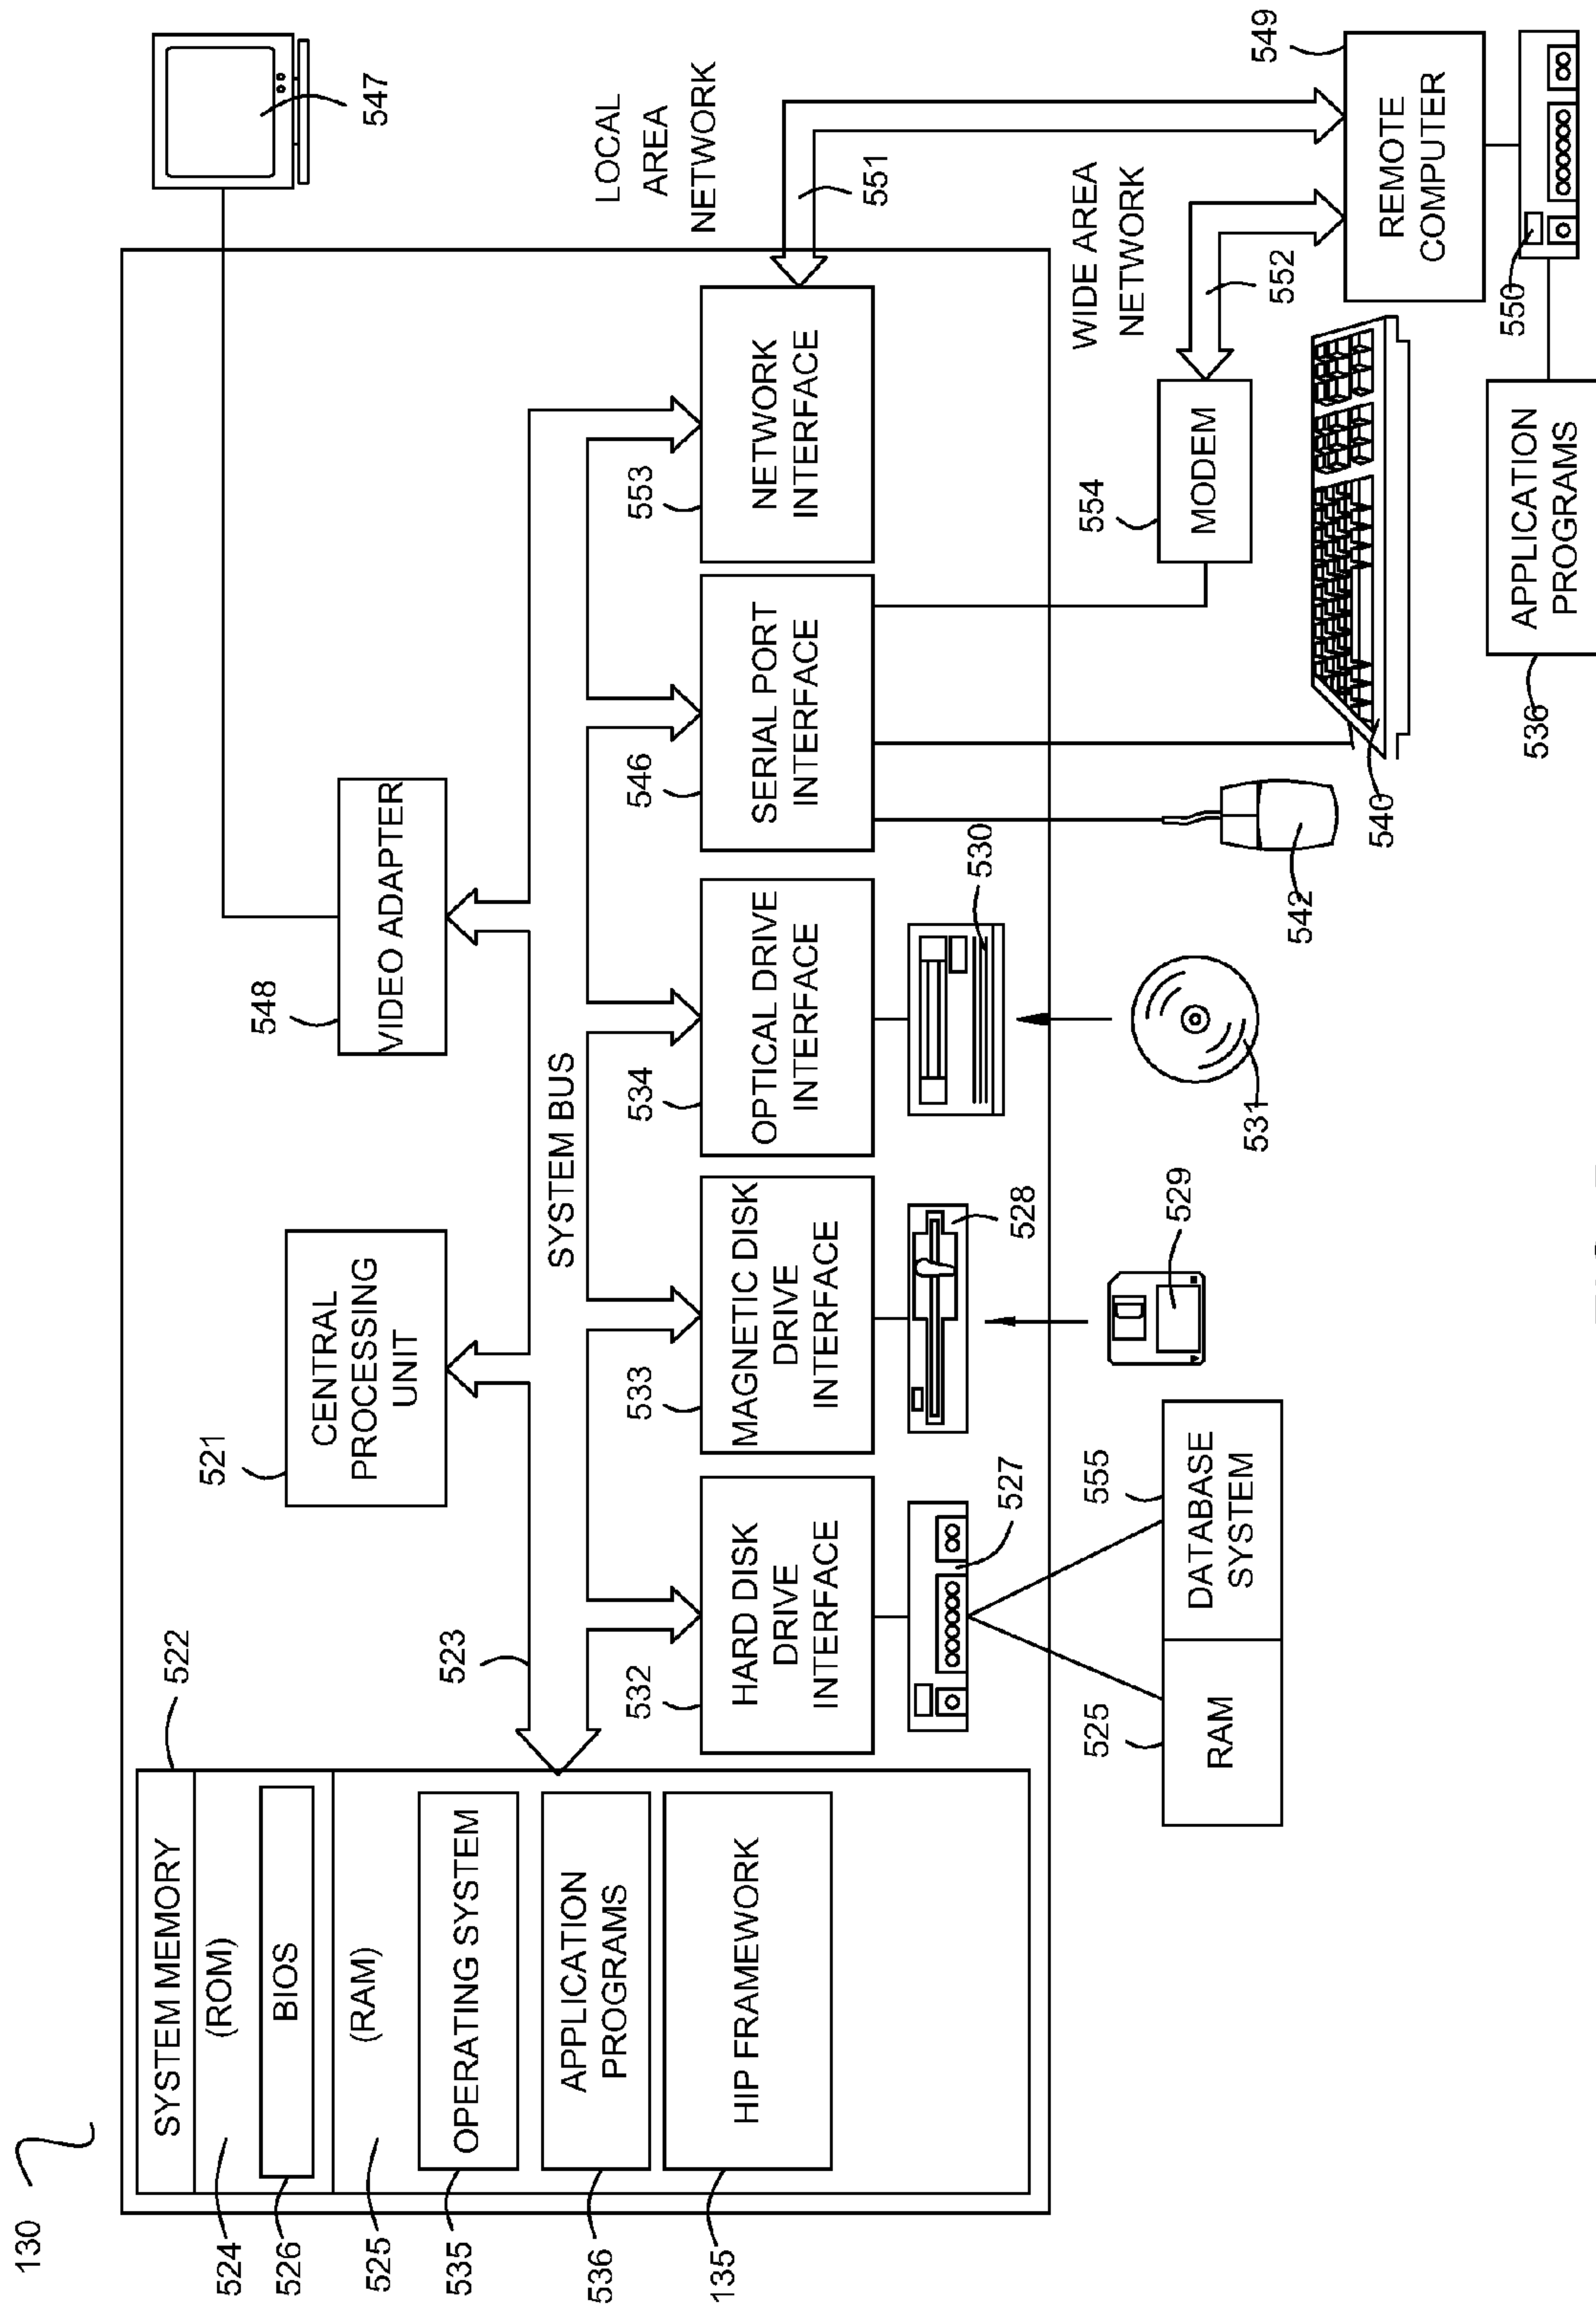 130
SYSTEM MEMORY
522
(ROM)
524
BIOS
526
(RAM)
525
OPERATING SYSTEM
535
APPLICATION
PROGRAMS
536
HIP FRAMEWORK
135
521
CENTRAL
PROCESSING
UNIT
548
VIDEO ADAPTER
547
523
SYSTEM BUS
532
HARD DISK
DRIVE
INTERFACE
533
MAGNETIC DISK
DRIVE
INTERFACE
534
OPTICAL DRIVE
INTERFACE
546
SERIAL PORT
INTERFACE
553
NETWORK
INTERFACE
LOCAL
AREA
NETWORK
551
527
528
530
525
RAM
555
DATABASE
SYSTEM
529
531
542
540
554
MODEM
WIDE AREA
NETWORK
552
549
REMOTE
COMPUTER
550
536
APPLICATION
PROGRAMS